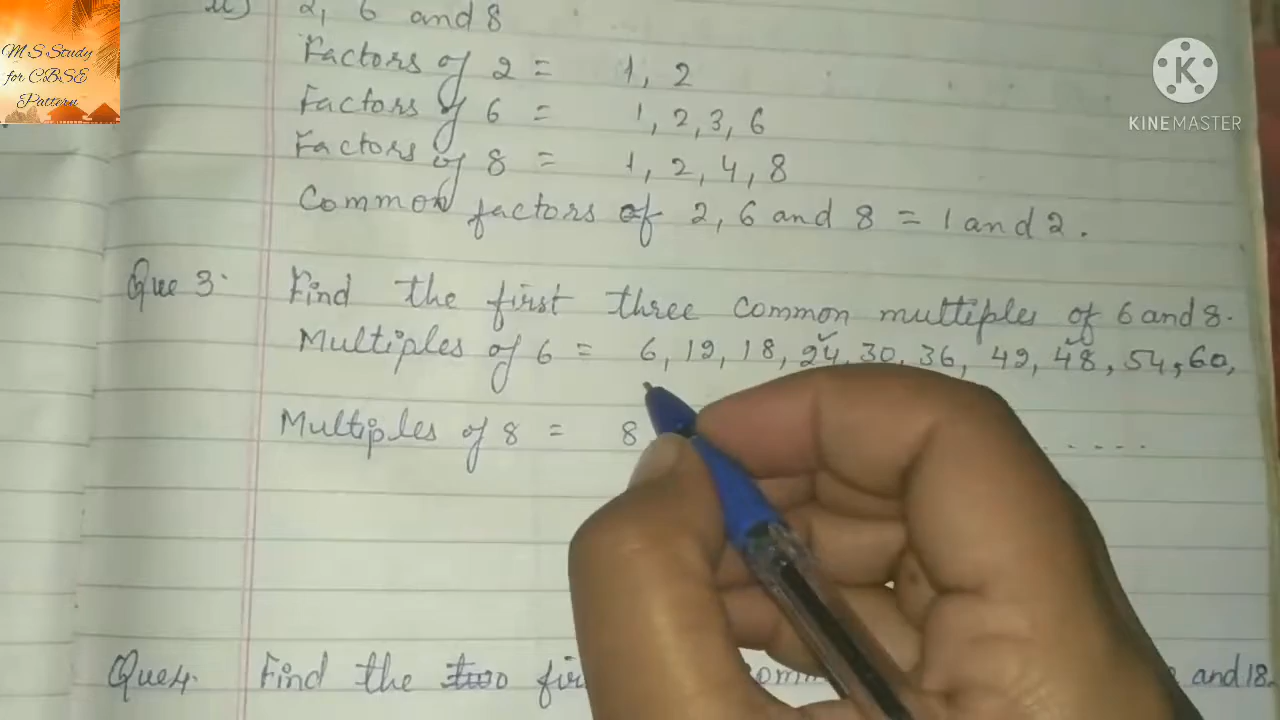 M S Study
for CBSE
Pattern
KINEMASTER
2, 6 and 8
Factors of 2 = 1, 2
Factors of 6 = 1, 2, 3, 6
Factors of 8 = 1, 2, 4, 8
Common factors of 2, 6 and 8 = 1 and 2.
Que 3. Find the first three common multiples of 6 and 8.
Multiples of 6 = 6, 12, 18, 24, 30, 36, 42, 48, 54, 60,
Multiples of 8 = 8 .....
Que 4. Find the two and 18.